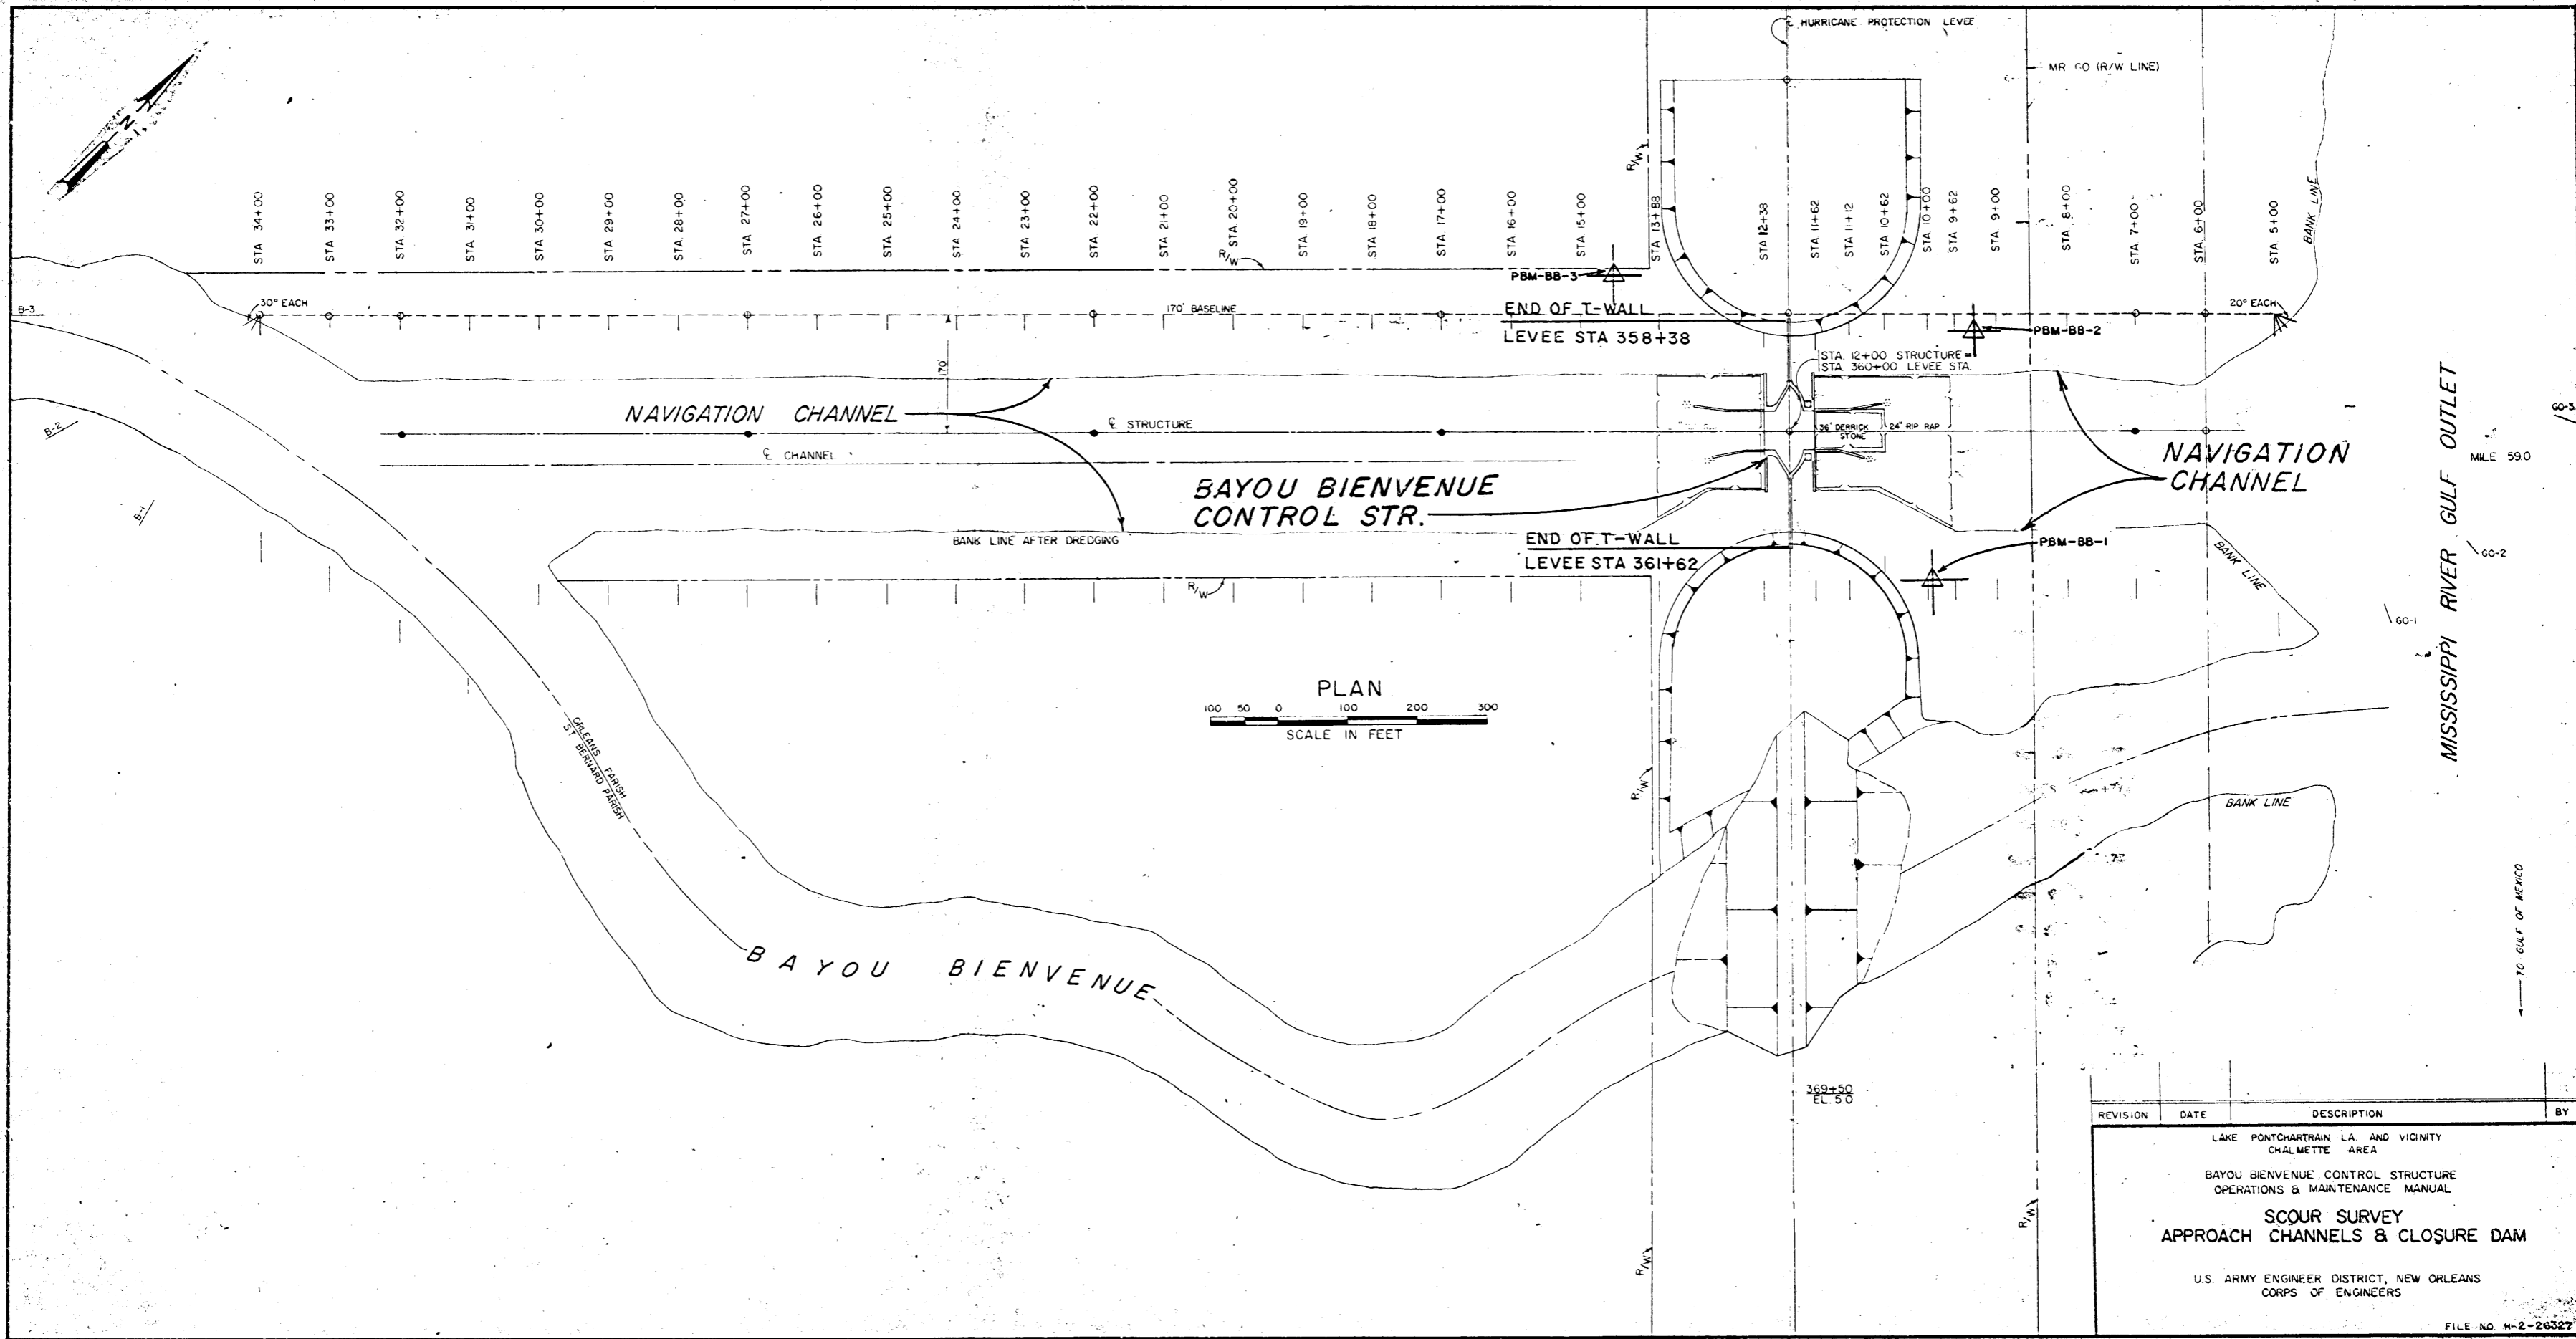 ℄ HURRICANE PROTECTION LEVEE
MR-GO (R/W LINE)
N
R/W
STA 34+00
STA 33+00
STA 32+00
STA 31+00
STA 30+00
STA 29+00
STA 28+00
STA 27+00
STA 26+00
STA 25+00
STA 24+00
STA 23+00
STA 22+00
STA 21+00
STA 20+00
STA 19+00
STA 18+00
STA 17+00
STA 16+00
STA 15+00
STA 13+88
STA 12+38
STA 11+62
STA 11+12
STA 10+62
STA 10+00
STA 9+62
STA 9+00
STA 8+00
STA 7+00
STA 6+00
STA 5+00
BANK LINE
R/W
PBM-BB-3
B-3
30° EACH
170' BASELINE
END OF T-WALL
LEVEE STA 358+38
20° EACH
PBM-BB-2
STA. 12+00 STRUCTURE =
STA. 360+00 LEVEE STA.
170'
NAVIGATION CHANNEL
℄ STRUCTURE
℄ CHANNEL
36" DERRICK
STONE
24" RIP RAP
B-2
B-1
BAYOU BIENVENUE
CONTROL STR.
NAVIGATION
CHANNEL
MISSISSIPPI RIVER GULF OUTLET
GO-3
MILE 59.0
GO-2
GO-1
BANK LINE AFTER DREDGING
END OF T-WALL
LEVEE STA 361+62
PBM-BB-1
BANK LINE
R/W
PLAN
100 50 0 100 200 300
SCALE IN FEET
ORLEANS PARISH
ST BERNARD PARISH
R/W
BANK LINE
BAYOU BIENVENUE
TO GULF OF MEXICO
369+50
EL. 5.0
R/W
R/W
REVISION DATE DESCRIPTION BY
LAKE PONTCHARTRAIN LA. AND VICINITY
CHALMETTE AREA
BAYOU BIENVENUE CONTROL STRUCTURE
OPERATIONS & MAINTENANCE MANUAL
SCOUR SURVEY
APPROACH CHANNELS & CLOSURE DAM
U.S. ARMY ENGINEER DISTRICT, NEW ORLEANS
CORPS OF ENGINEERS
FILE NO. H-2-26327